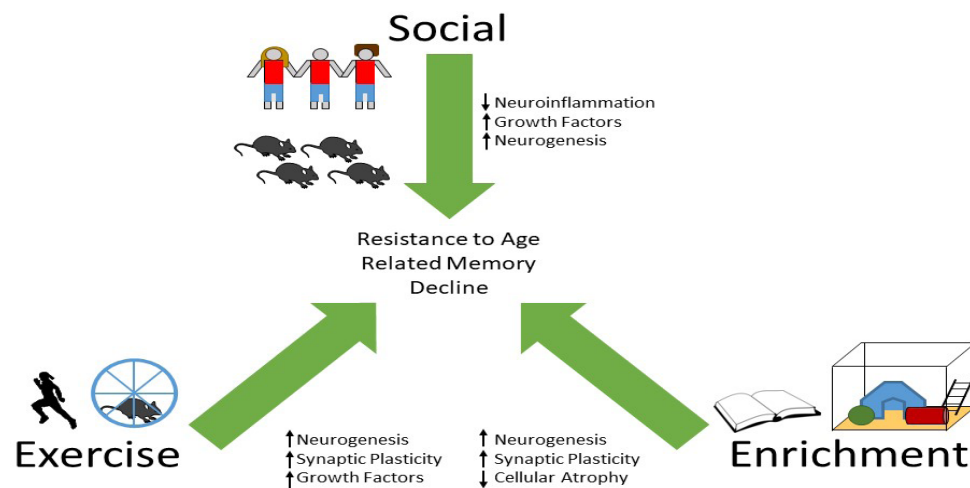 Social
↓ Neuroinflammation
↑ Growth Factors
↑ Neurogenesis
Resistance to Age
Related Memory
Decline
Exercise
↑ Neurogenesis
↑ Synaptic Plasticity
↑ Growth Factors
↑ Neurogenesis
↑ Synaptic Plasticity
↓ Cellular Atrophy
Enrichment